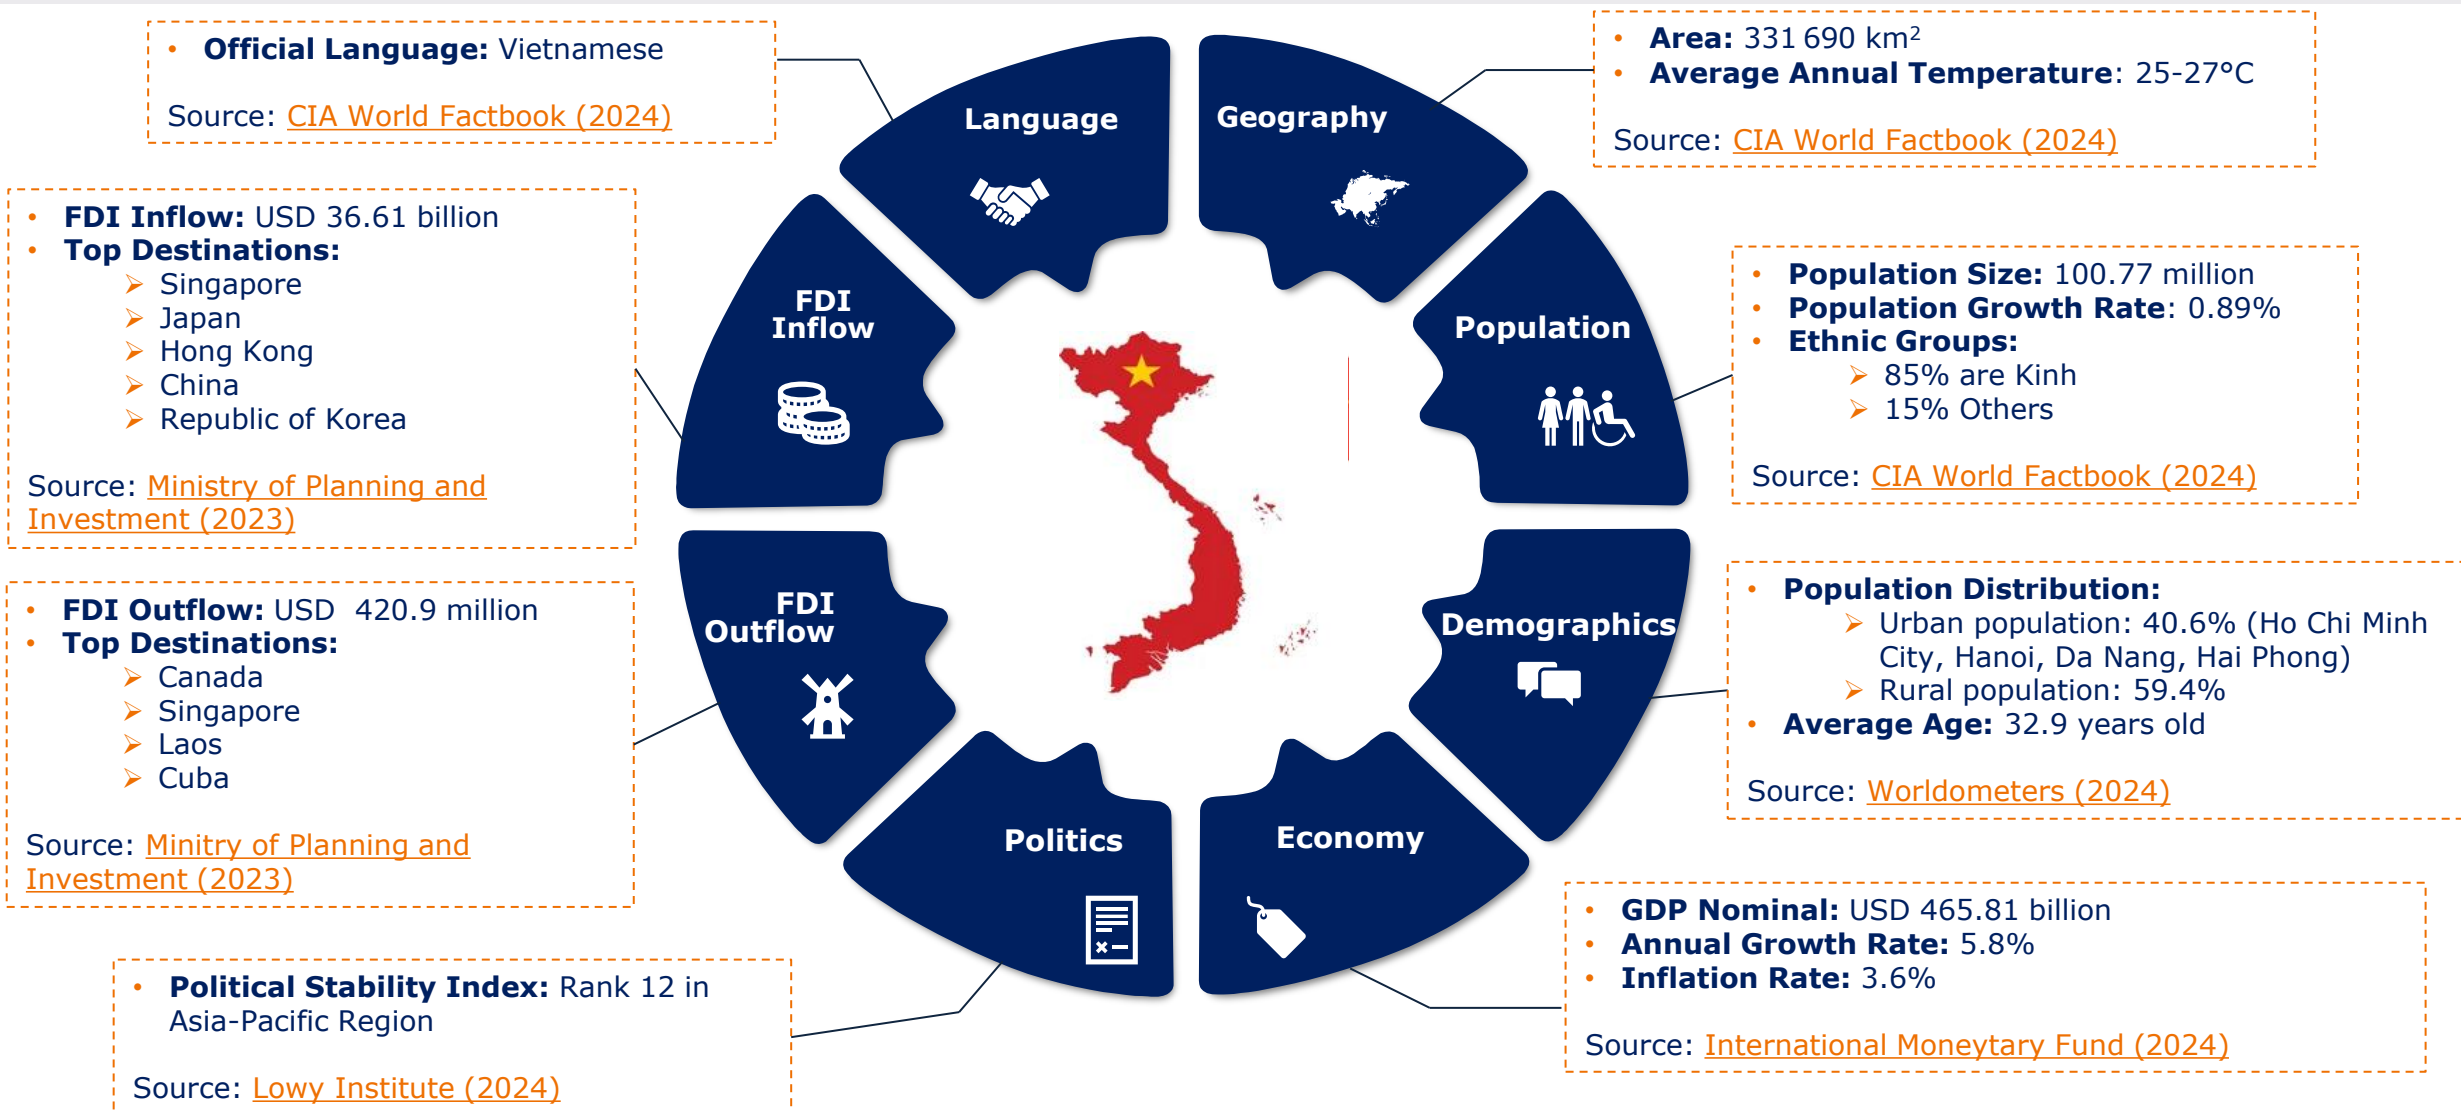 • Official Language: Vietnamese
Source: CIA World Factbook (2024)
• FDI Inflow: USD 36.61 billion
• Top Destinations:
➢ Singapore
➢ Japan
➢ Hong Kong
➢ China
➢ Republic of Korea
Source: Ministry of Planning and
Investment (2023)
• FDI Outflow: USD  420.9 million
• Top Destinations:
➢ Canada
➢ Singapore
➢ Laos
➢ Cuba
Source: Minitry of Planning and
Investment (2023)
• Political Stability Index: Rank 12 in
Asia-Pacific Region
Source: Lowy Institute (2024)
Language
Geography
FDI
Inflow
Population
FDI
Outflow
Demographics
Politics
Economy
• Area: 331 690 km²
• Average Annual Temperature: 25-27°C
Source: CIA World Factbook (2024)
• Population Size: 100.77 million
• Population Growth Rate: 0.89%
• Ethnic Groups:
➢ 85% are Kinh
➢ 15% Others
Source: CIA World Factbook (2024)
• Population Distribution:
➢ Urban population: 40.6% (Ho Chi Minh
City, Hanoi, Da Nang, Hai Phong)
➢ Rural population: 59.4%
• Average Age: 32.9 years old
Source: Worldometers (2024)
• GDP Nominal: USD 465.81 billion
• Annual Growth Rate: 5.8%
• Inflation Rate: 3.6%
Source: International Moneytary Fund (2024)